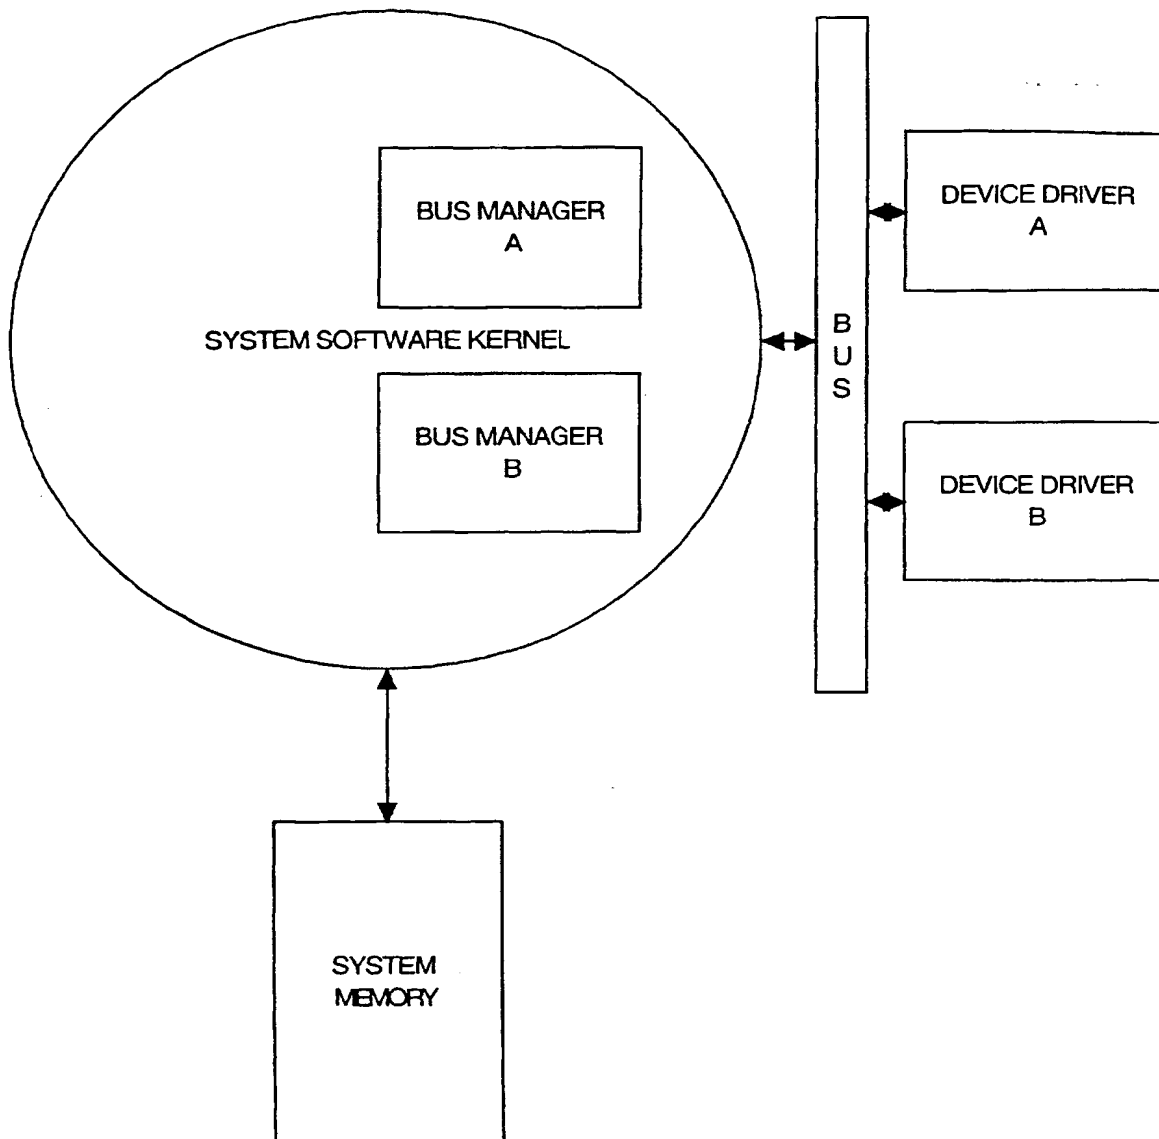 BUS MANAGER
A
SYSTEM SOFTWARE KERNEL
BUS MANAGER
B
B
U
S
DEVICE DRIVER
A
DEVICE DRIVER
B
SYSTEM
MEMORY